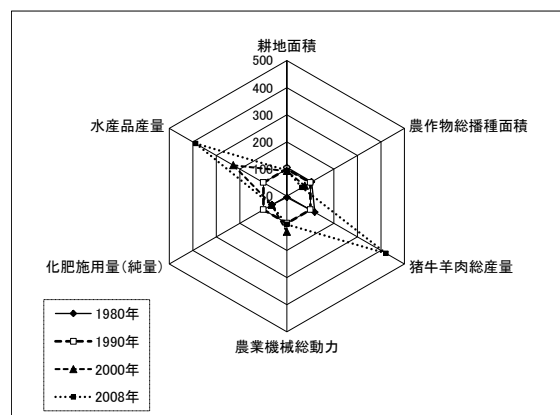 耕地面積
500
400
300
200
100
0
農作物総播種面積
猪牛羊肉総産量
農業機械総動力
化肥施用量(純量)
水産品産量
1980年
1990年
2000年
2008年